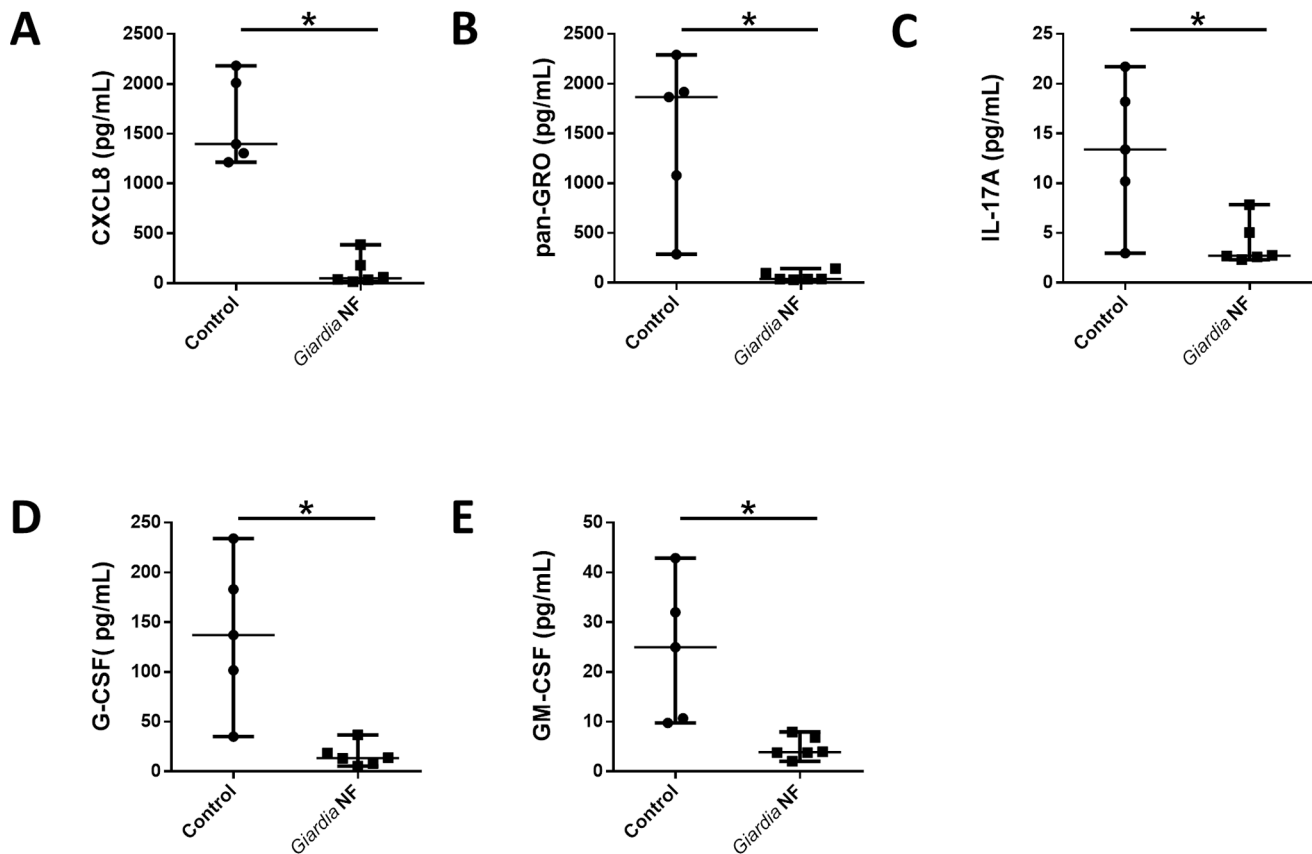 A
*
CXCL8 (pg/mL)
2500
2000
1500
1000
500
0
Control
Giardia NF
B
*
pan-GRO (pg/mL)
2500
2000
1500
1000
500
0
Control
Giardia NF
C
*
IL-17A (pg/mL)
25
20
15
10
5
0
Control
Giardia NF
D
*
G-CSF( pg/mL)
250
200
150
100
50
0
Control
Giardia NF
E
*
GM-CSF (pg/mL)
50
40
30
20
10
0
Control
Giardia NF